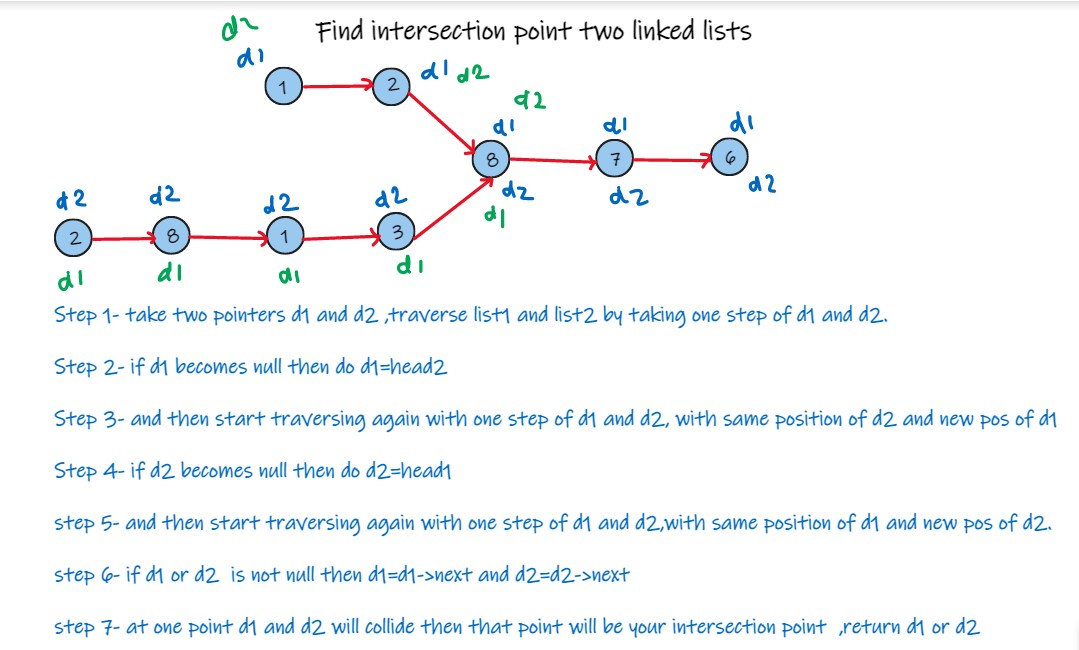 d2
Find intersection point two linked lists
d1
1
2
d1 d2
d2
d1
d1
d1
8
7
6
d2
d2
d2
d2
d2
d2
d2
d1
2
8
1
3
d1
d1
d1
d1
Step 1- take two pointers d1 and d2 ,traverse list1 and list2 by taking one step of d1 and d2.
Step 2- if d1 becomes null then do d1=head2
Step 3- and then start traversing again with one step of d1 and d2, with same position of d2 and new pos of d1
Step 4- if d2 becomes null then do d2=head1
step 5- and then start traversing again with one step of d1 and d2,with same position of d1 and new pos of d2.
step 6- if d1 or d2 is not null then d1=d1->next and d2=d2->next
step 7- at one point d1 and d2 will collide then that point will be your intersection point ,return d1 or d2